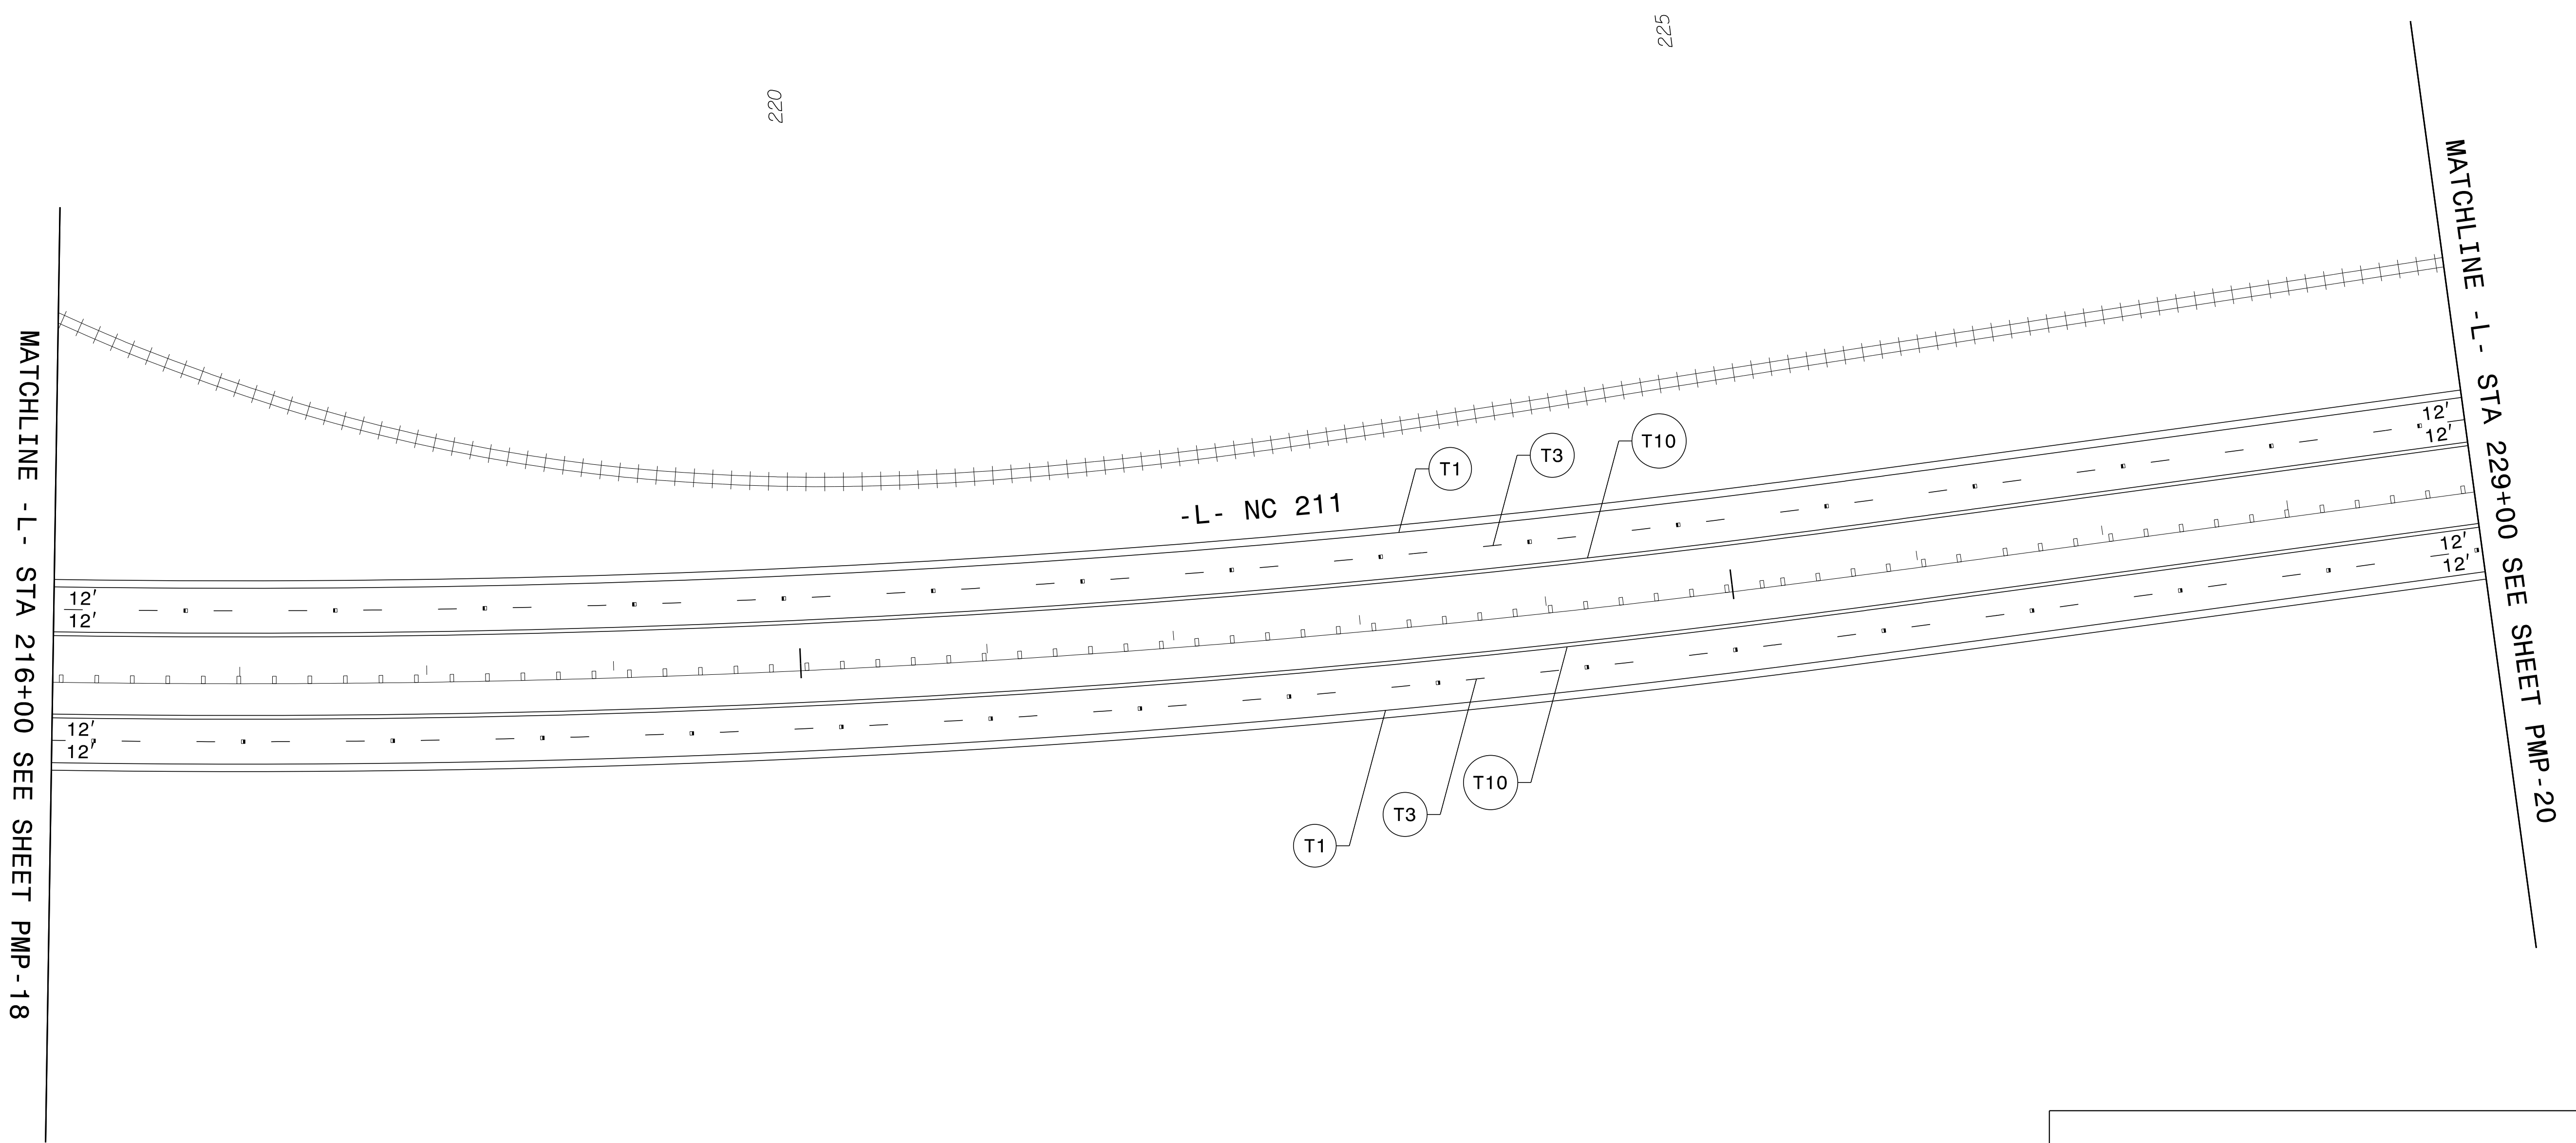 225
220
MATCHLINE -L- STA 216+00 SEE SHEET PMP-18
MATCHLINE -L- STA 229+00 SEE SHEET PMP-20
T10
T3
T1
-L- NC 211
12'
12'
12'
12'
12'
12'
12'
12'
T10
T3
T1